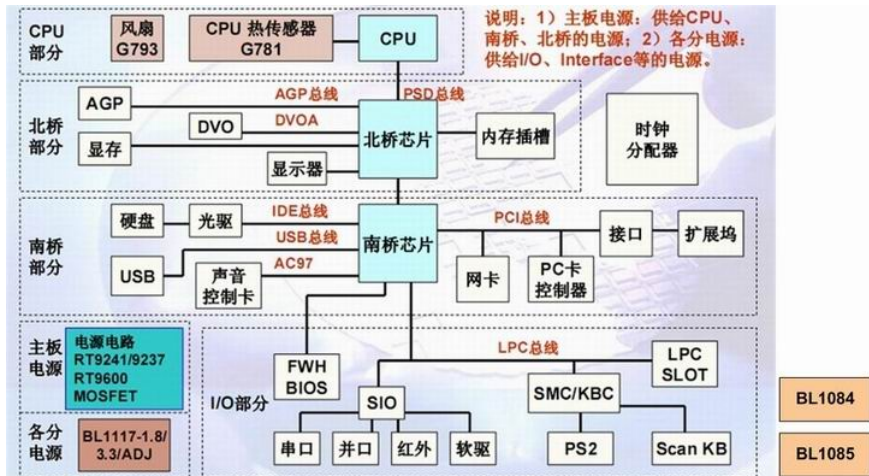 CPU
部分
风扇
G793
CPU 热传感器
G781
CPU
说明：1）主板电源：供给CPU、
南桥、北桥的电源；2）各分电源：
供给I/O、Interface等的电源。
北桥
部分
AGP
AGP总线
PSD总线
DVO
DVOA
显存
显示器
北桥芯片
内存插槽
时钟
分配器
南桥
部分
硬盘
光驱
IDE总线
USB总线
USB
声音
控制卡
AC97
南桥芯片
PCI总线
网卡
PC卡
控制器
接口
扩展坞
主板
电源
电源电路
RT9241/9237
RT9600
MOSFET
各分
电源
BL1117-1.8/
3.3/ADJ
I/O部分
FWH
BIOS
LPC总线
LPC
SLOT
SIO
SMC/KBC
串口
并口
红外
软驱
PS2
Scan KB
BL1084
BL1085